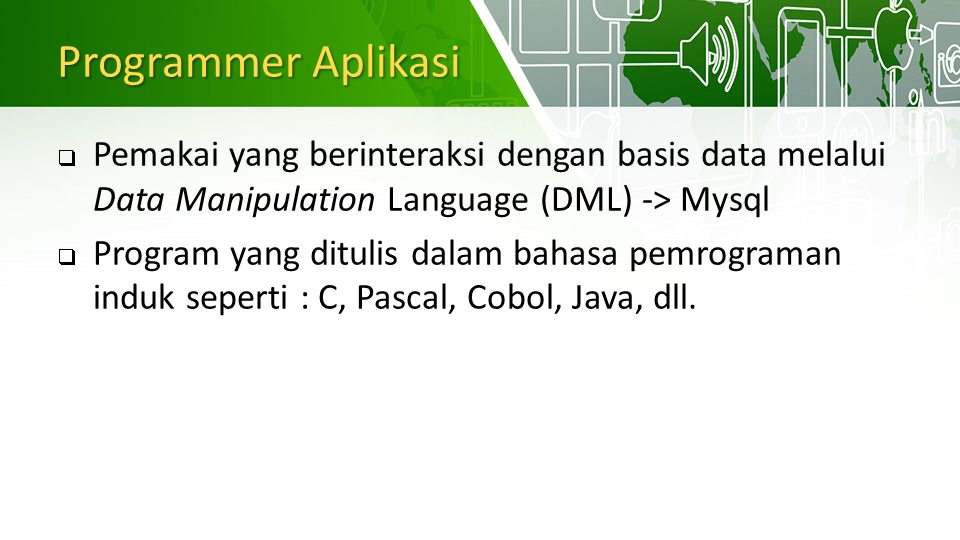 Programmer Aplikasi
❑ Pemakai yang berinteraksi dengan basis data melalui
Data Manipulation Language (DML) -> Mysql
❑ Program yang ditulis dalam bahasa pemrograman
induk seperti : C, Pascal, Cobol, Java, dll.